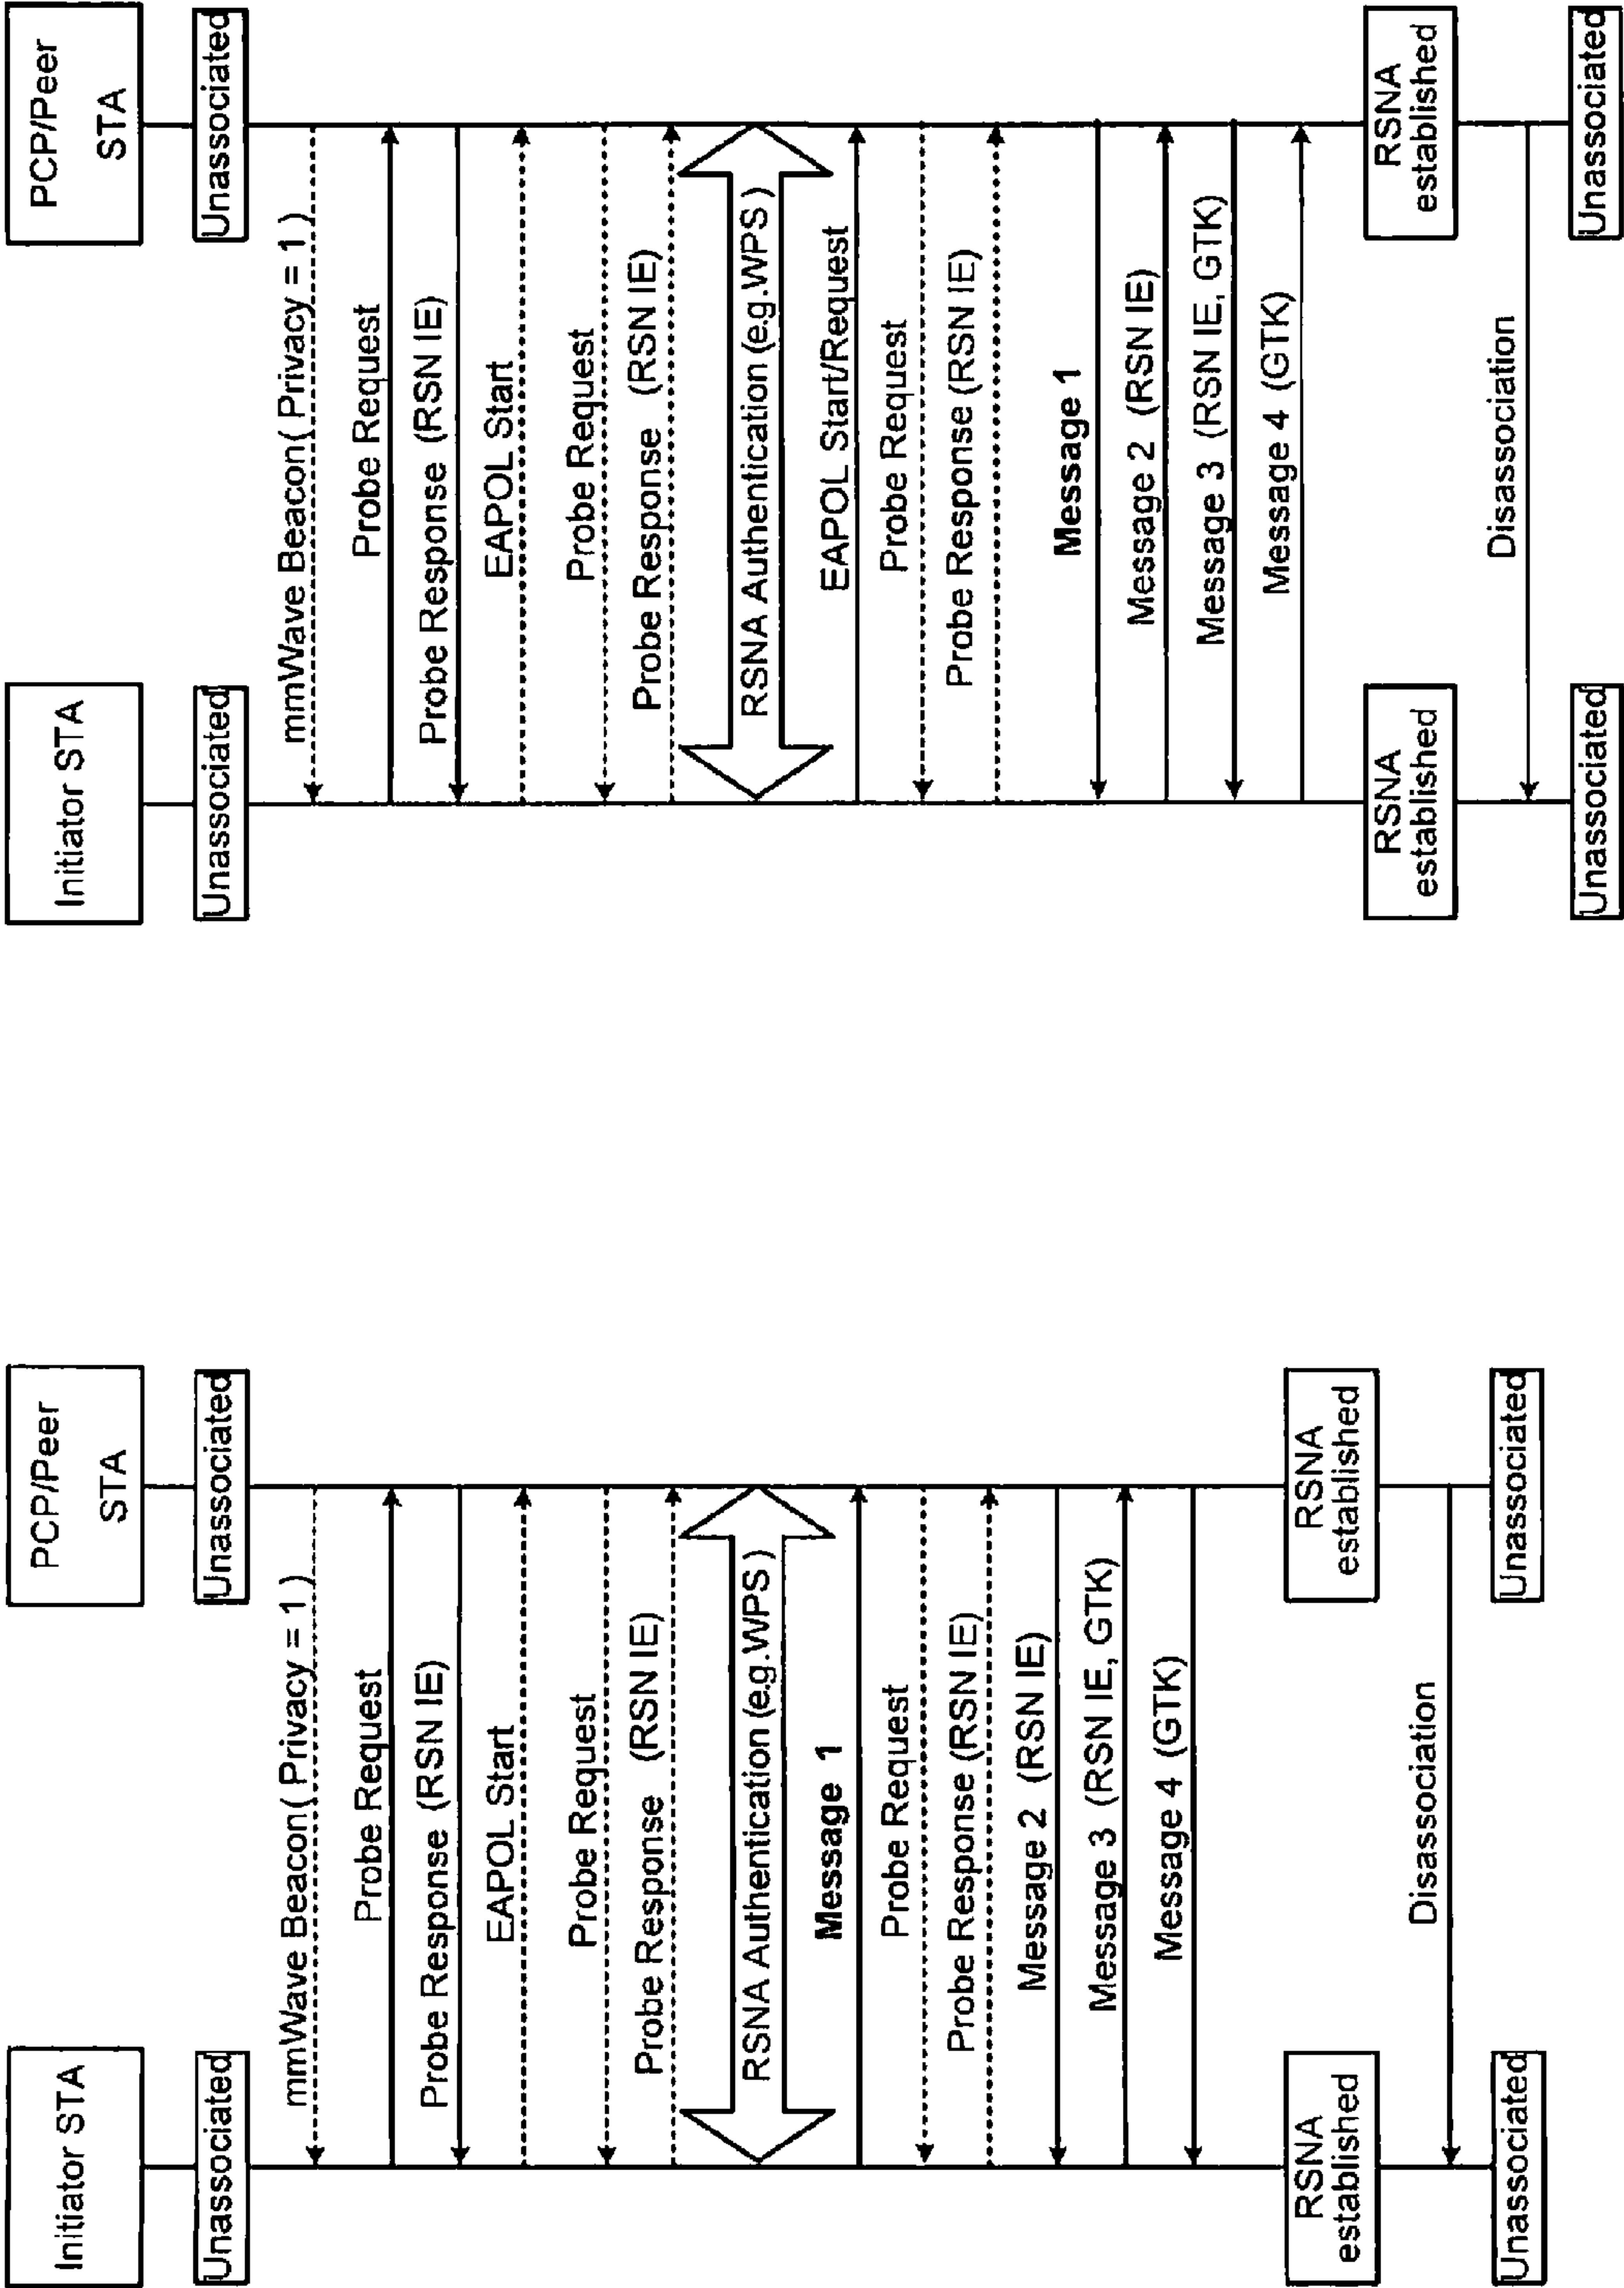 Initiator STA
PCP/Peer
STA
Unassociated
Unassociated
mmWave Beacon( Privacy = 1 )
Probe Request
Probe Response (RSN IE)
EAPOL Start
Probe Request
Probe Response (RSN IE)
RSNA Authentication (e.g.WPS )
Message 1
Probe Request
Probe Response (RSN IE)
Message 2 (RSN IE)
Message 3 (RSN IE, GTK)
Message 4 (GTK)
RSNA
established
RSNA
established
Disassociation
Unassociated
Unassociated
Initiator STA
PCP/Peer
STA
Unassociated
Unassociated
mmWave Beacon( Privacy = 1 )
Probe Request
Probe Response (RSN IE)
EAPOL Start
Probe Request
Probe Response (RSN IE)
RSNA Authentication (e.g.WPS )
EAPOL Start/Request
Probe Request
Probe Response (RSN IE)
Message 1
Message 2 (RSN IE)
Message 3 (RSN IE, GTK)
Message 4 (GTK)
RSNA
established
RSNA
established
Disassociation
Unassociated
Unassociated